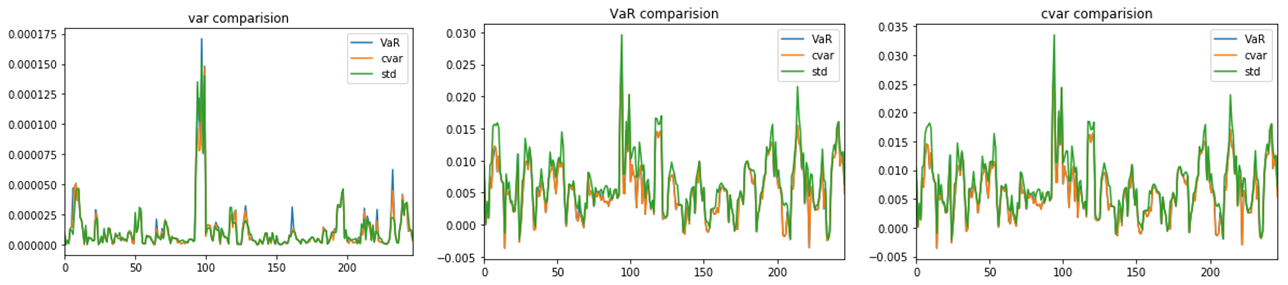 var comparision
0.000175
0.000150
0.000125
0.000100
0.000075
0.000050
0.000025
0.000000
0 50 100 150 200
VaR
cvar
std
VaR comparision
0.030
0.025
0.020
0.015
0.010
0.005
0.000
−0.005
0 50 100 150 200
VaR
cvar
std
cvar comparision
0.035
0.030
0.025
0.020
0.015
0.010
0.005
0.000
−0.005
0 50 100 150 200
VaR
cvar
std